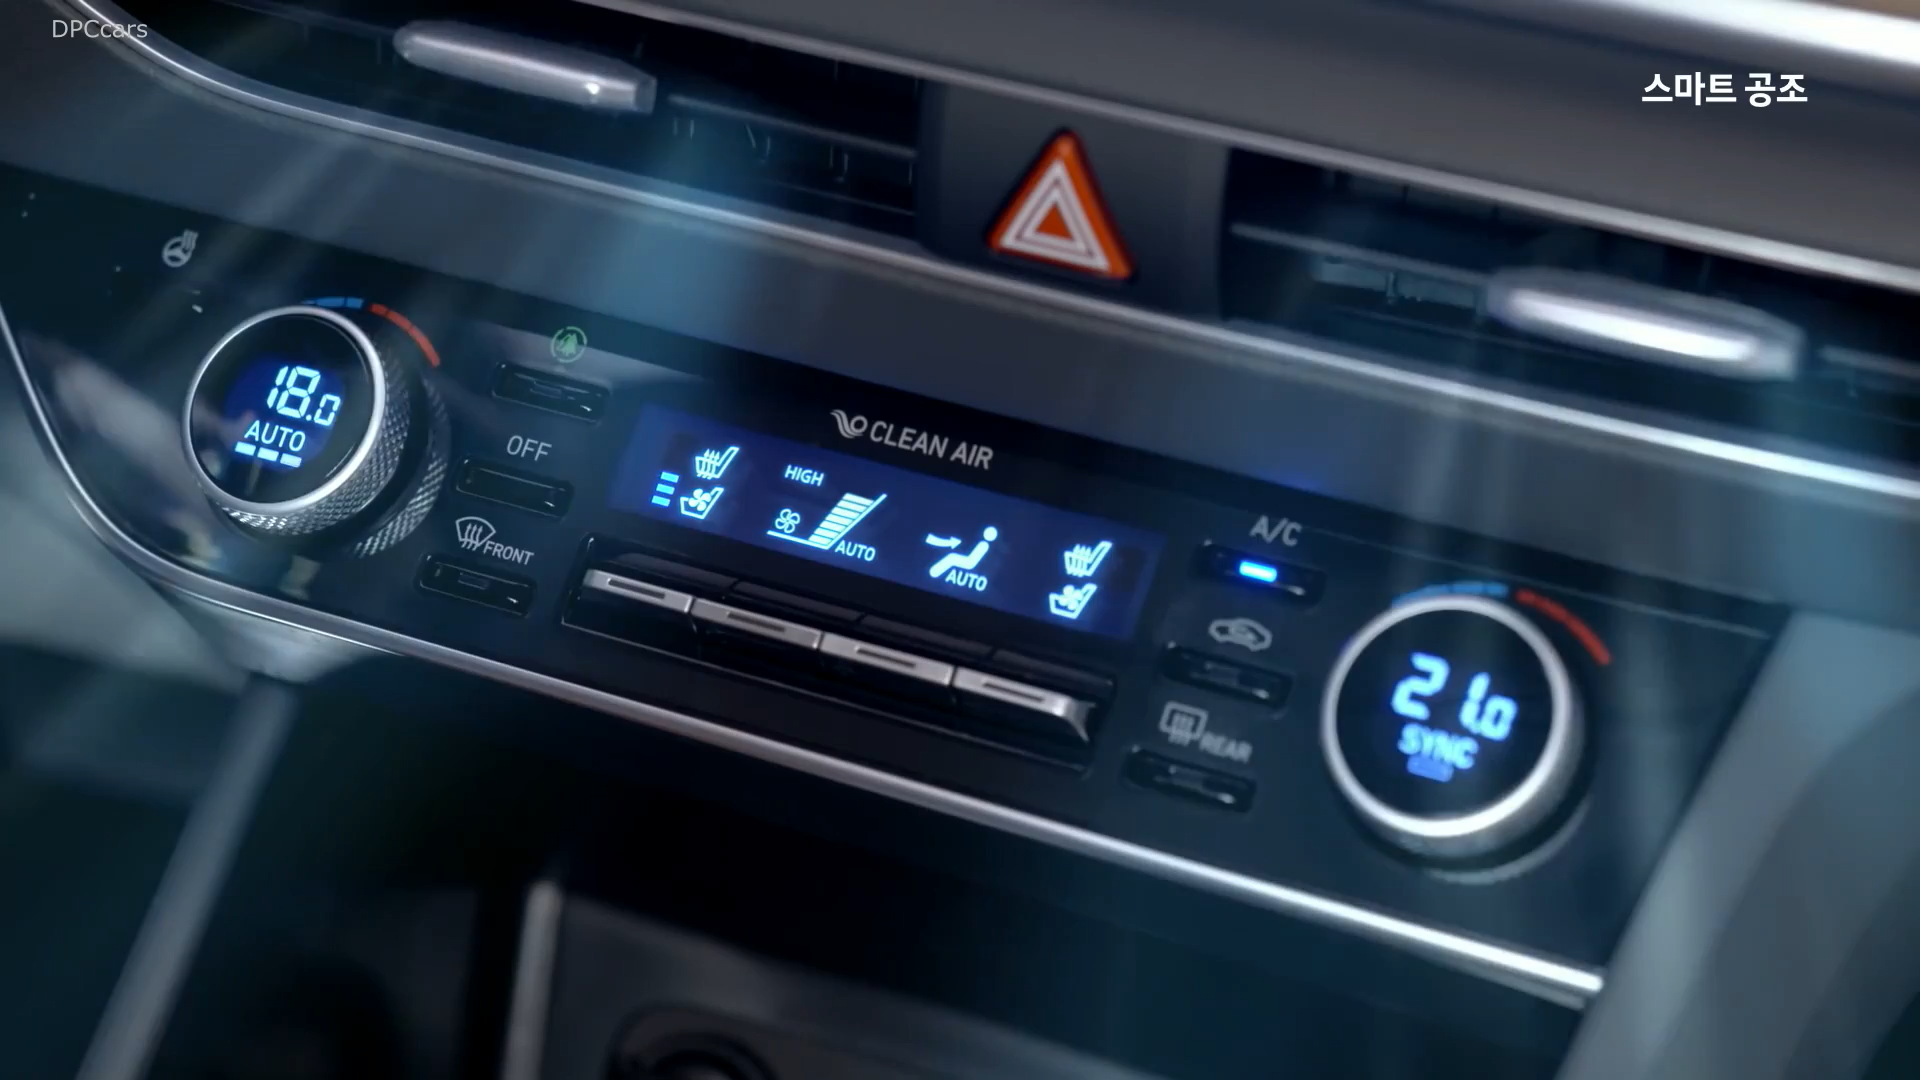 DPCcars
스마트 공조
18.0
AUTO
OFF
FRONT
CLEAN AIR
HIGH
AUTO
AUTO
A/C
REAR
21.0
SYNC